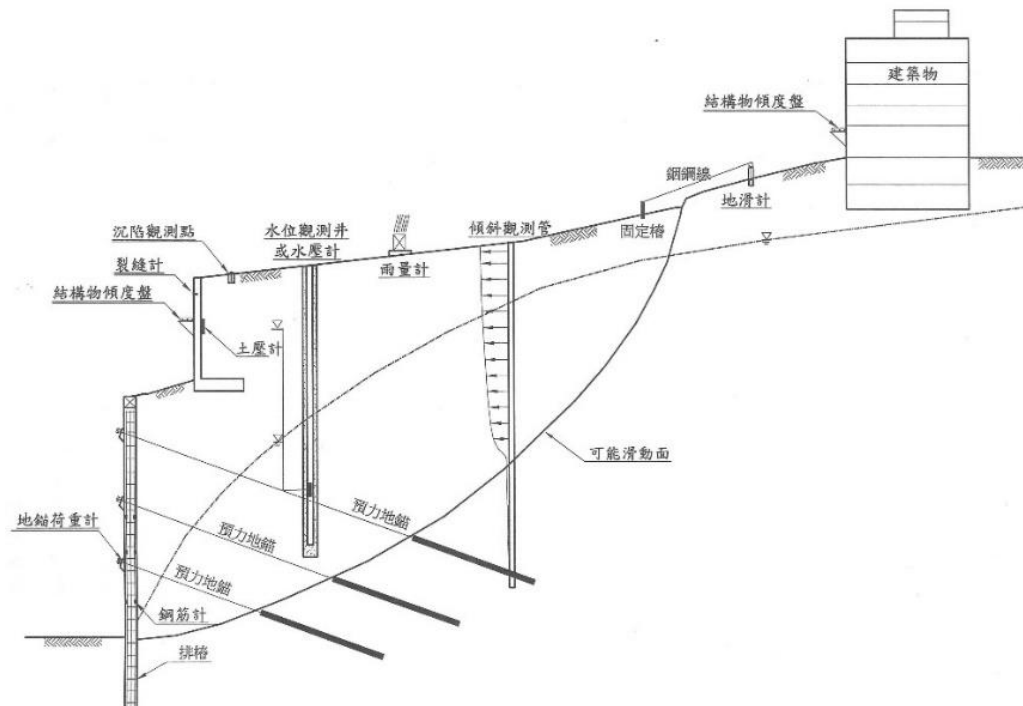 建築物
結構物傾度盤
銦鋼線
地滑計
固定樁
傾斜觀測管
水位觀測井
或水壓計
雨量計
沉陷觀測點
裂縫計
結構物傾度盤
土壓計
可能滑動面
預力地錨
預力地錨
預力地錨
地錨荷重計
鋼筋計
排樁